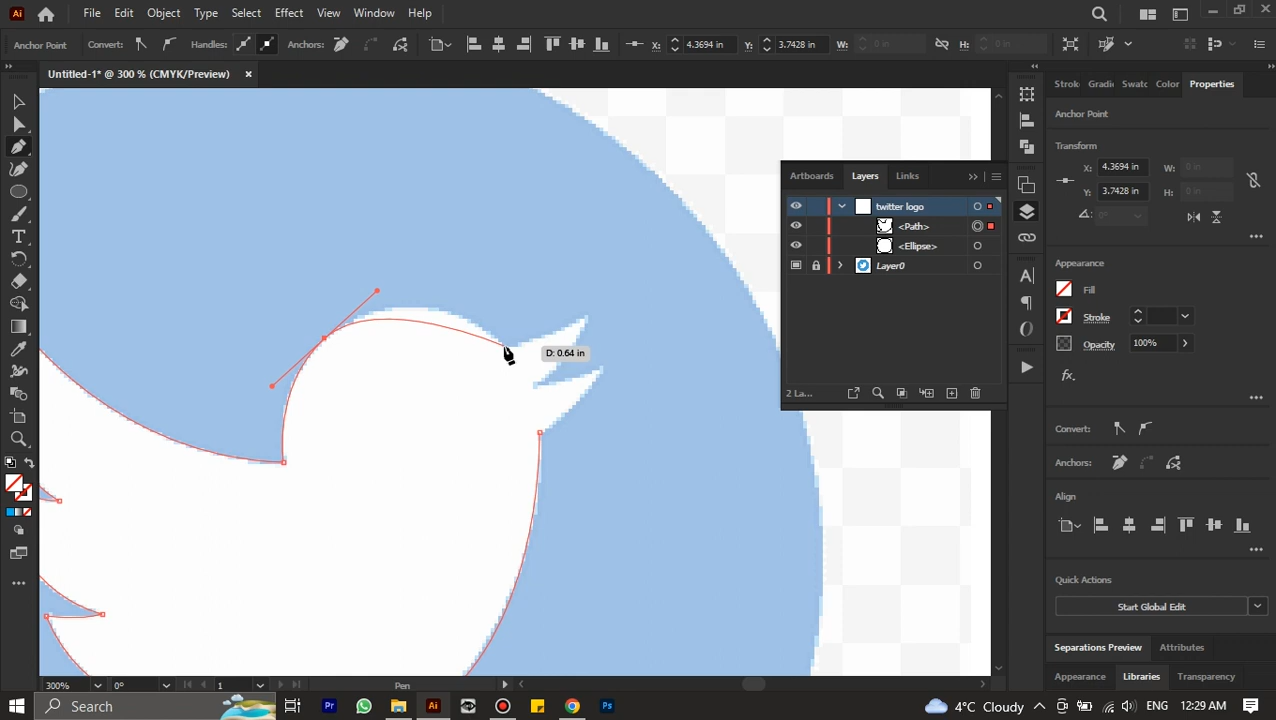 Ai File Edit Object Type Select Effect View Window Help
Anchor Point Convert: Handles: Anchors: X: 4.3694 in Y: 3.7428 in W: 0 in H: 0 in
Untitled-1* @ 300 % (CMYK/Preview) ×
Strok Gradi Swatc Color Properties
Anchor Point
Transform
X: 4.3694 in W: 0 in
Y: 3.7428 in H: 0 in
0°
Appearance
Fill
Stroke
Opacity 100%
fx.
Convert:
Anchors:
Align
Quick Actions
Start Global Edit
Separations Preview Attributes
Appearance Libraries Transparency
Artboards Layers Links
twitter logo
<Path>
<Ellipse>
Layer0
2 La...
D: 0.64 in
300% 0° 1 Pen
Search Pr Ai Ps 4°C Cloudy ENG 12:29 AM